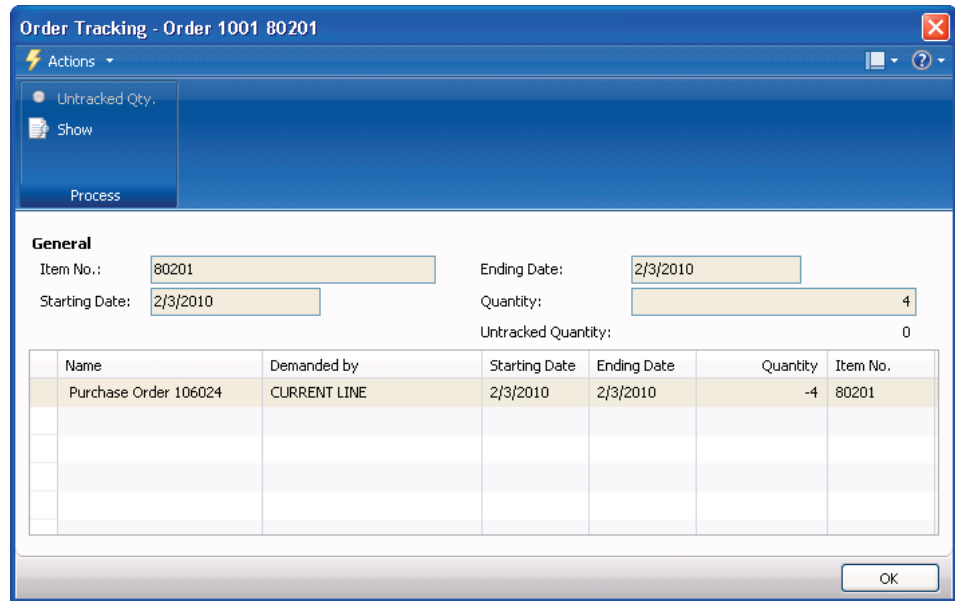 Order Tracking - Order 1001 80201
Actions
Untracked Qty.
Show
Process
General
Item No.: 80201 Ending Date: 2/3/2010
Starting Date: 2/3/2010 Quantity: 4
Untracked Quantity: 0
Name Demanded by Starting Date Ending Date Quantity Item No.
Purchase Order 106024 CURRENT LINE 2/3/2010 2/3/2010 -4 80201
OK